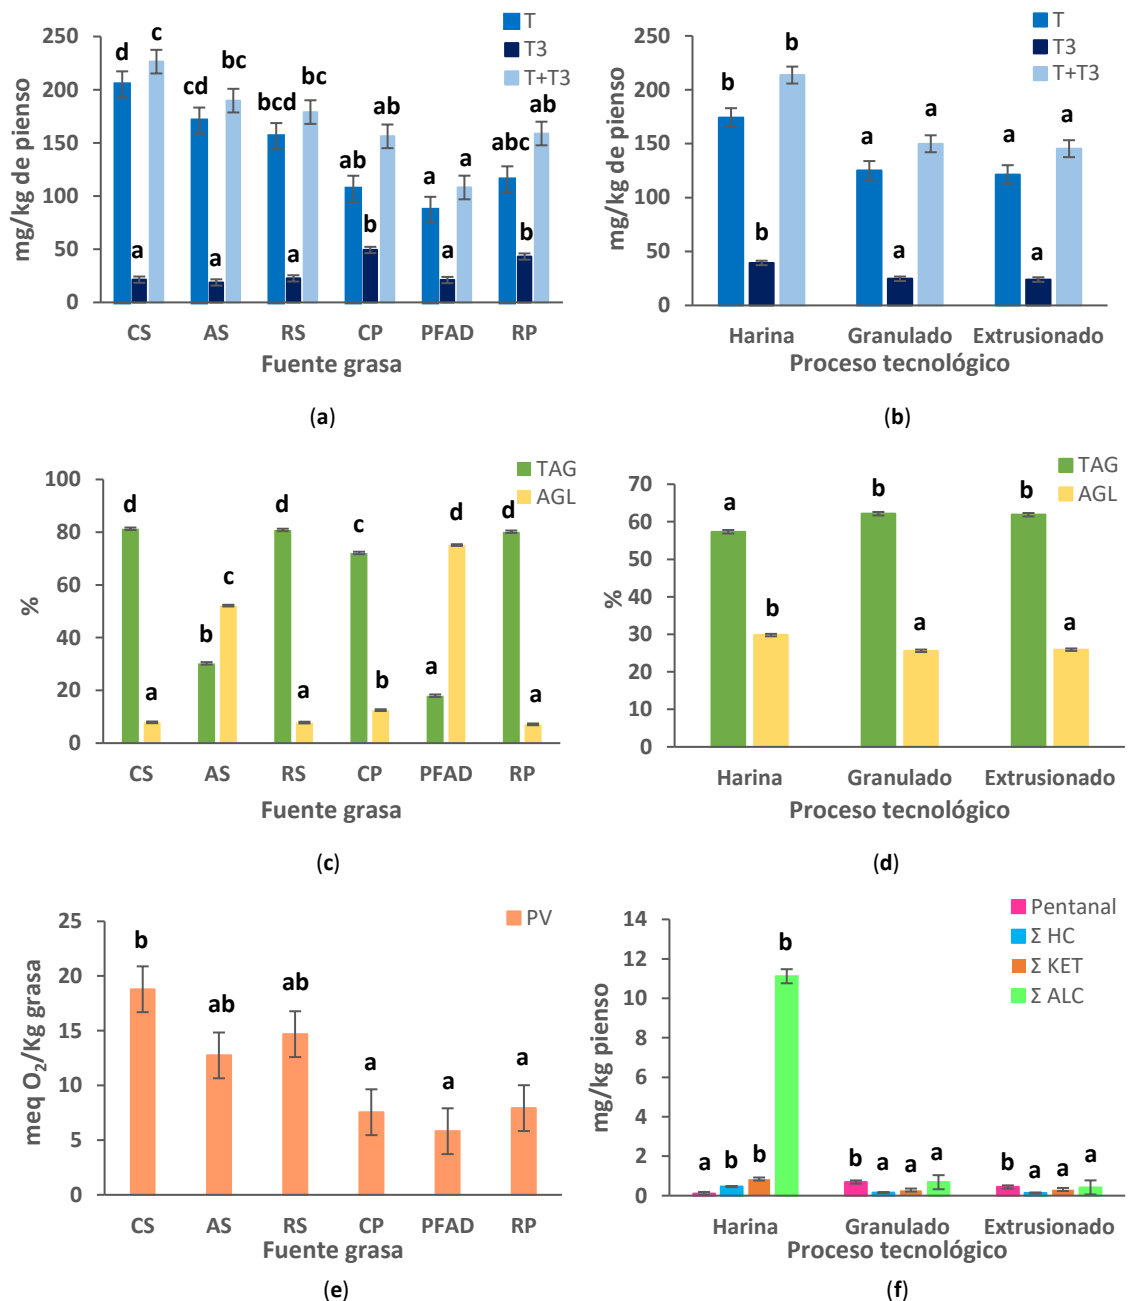 T
T3
T+T3
mg/kg de pienso
250
200
150
100
50
0
d
c
cd
bc
bcd
bc
ab
ab
a
a
abc
ab
a
a
a
b
a
b
CS
AS
RS
CP
PFAD
RP
Fuente grasa
(a)
T
T3
T+T3
mg/kg de pienso
250
200
150
100
50
0
b
b
b
a
a
a
a
a
a
Harina
Granulado
Extrusionado
Proceso tecnológico
(b)
TAG
AGL
%
100
80
60
40
20
0
d
a
b
c
d
a
c
b
a
d
d
a
CS
AS
RS
CP
PFAD
RP
Fuente grasa
(c)
TAG
AGL
%
70
60
50
40
30
20
10
0
a
b
b
a
b
a
Harina
Granulado
Extrusionado
Proceso tecnológico
(d)
PV
meq O₂/Kg grasa
25
20
15
10
5
0
b
ab
ab
a
a
a
CS
AS
RS
CP
PFAD
RP
Fuente grasa
(e)
Pentanal
Σ HC
Σ KET
Σ ALC
mg/kg pienso
14
12
10
8
6
4
2
0
a
b
b
b
b
a
a
a
b
a
a
a
Harina
Granulado
Extrusionado
Proceso tecnológico
(f)